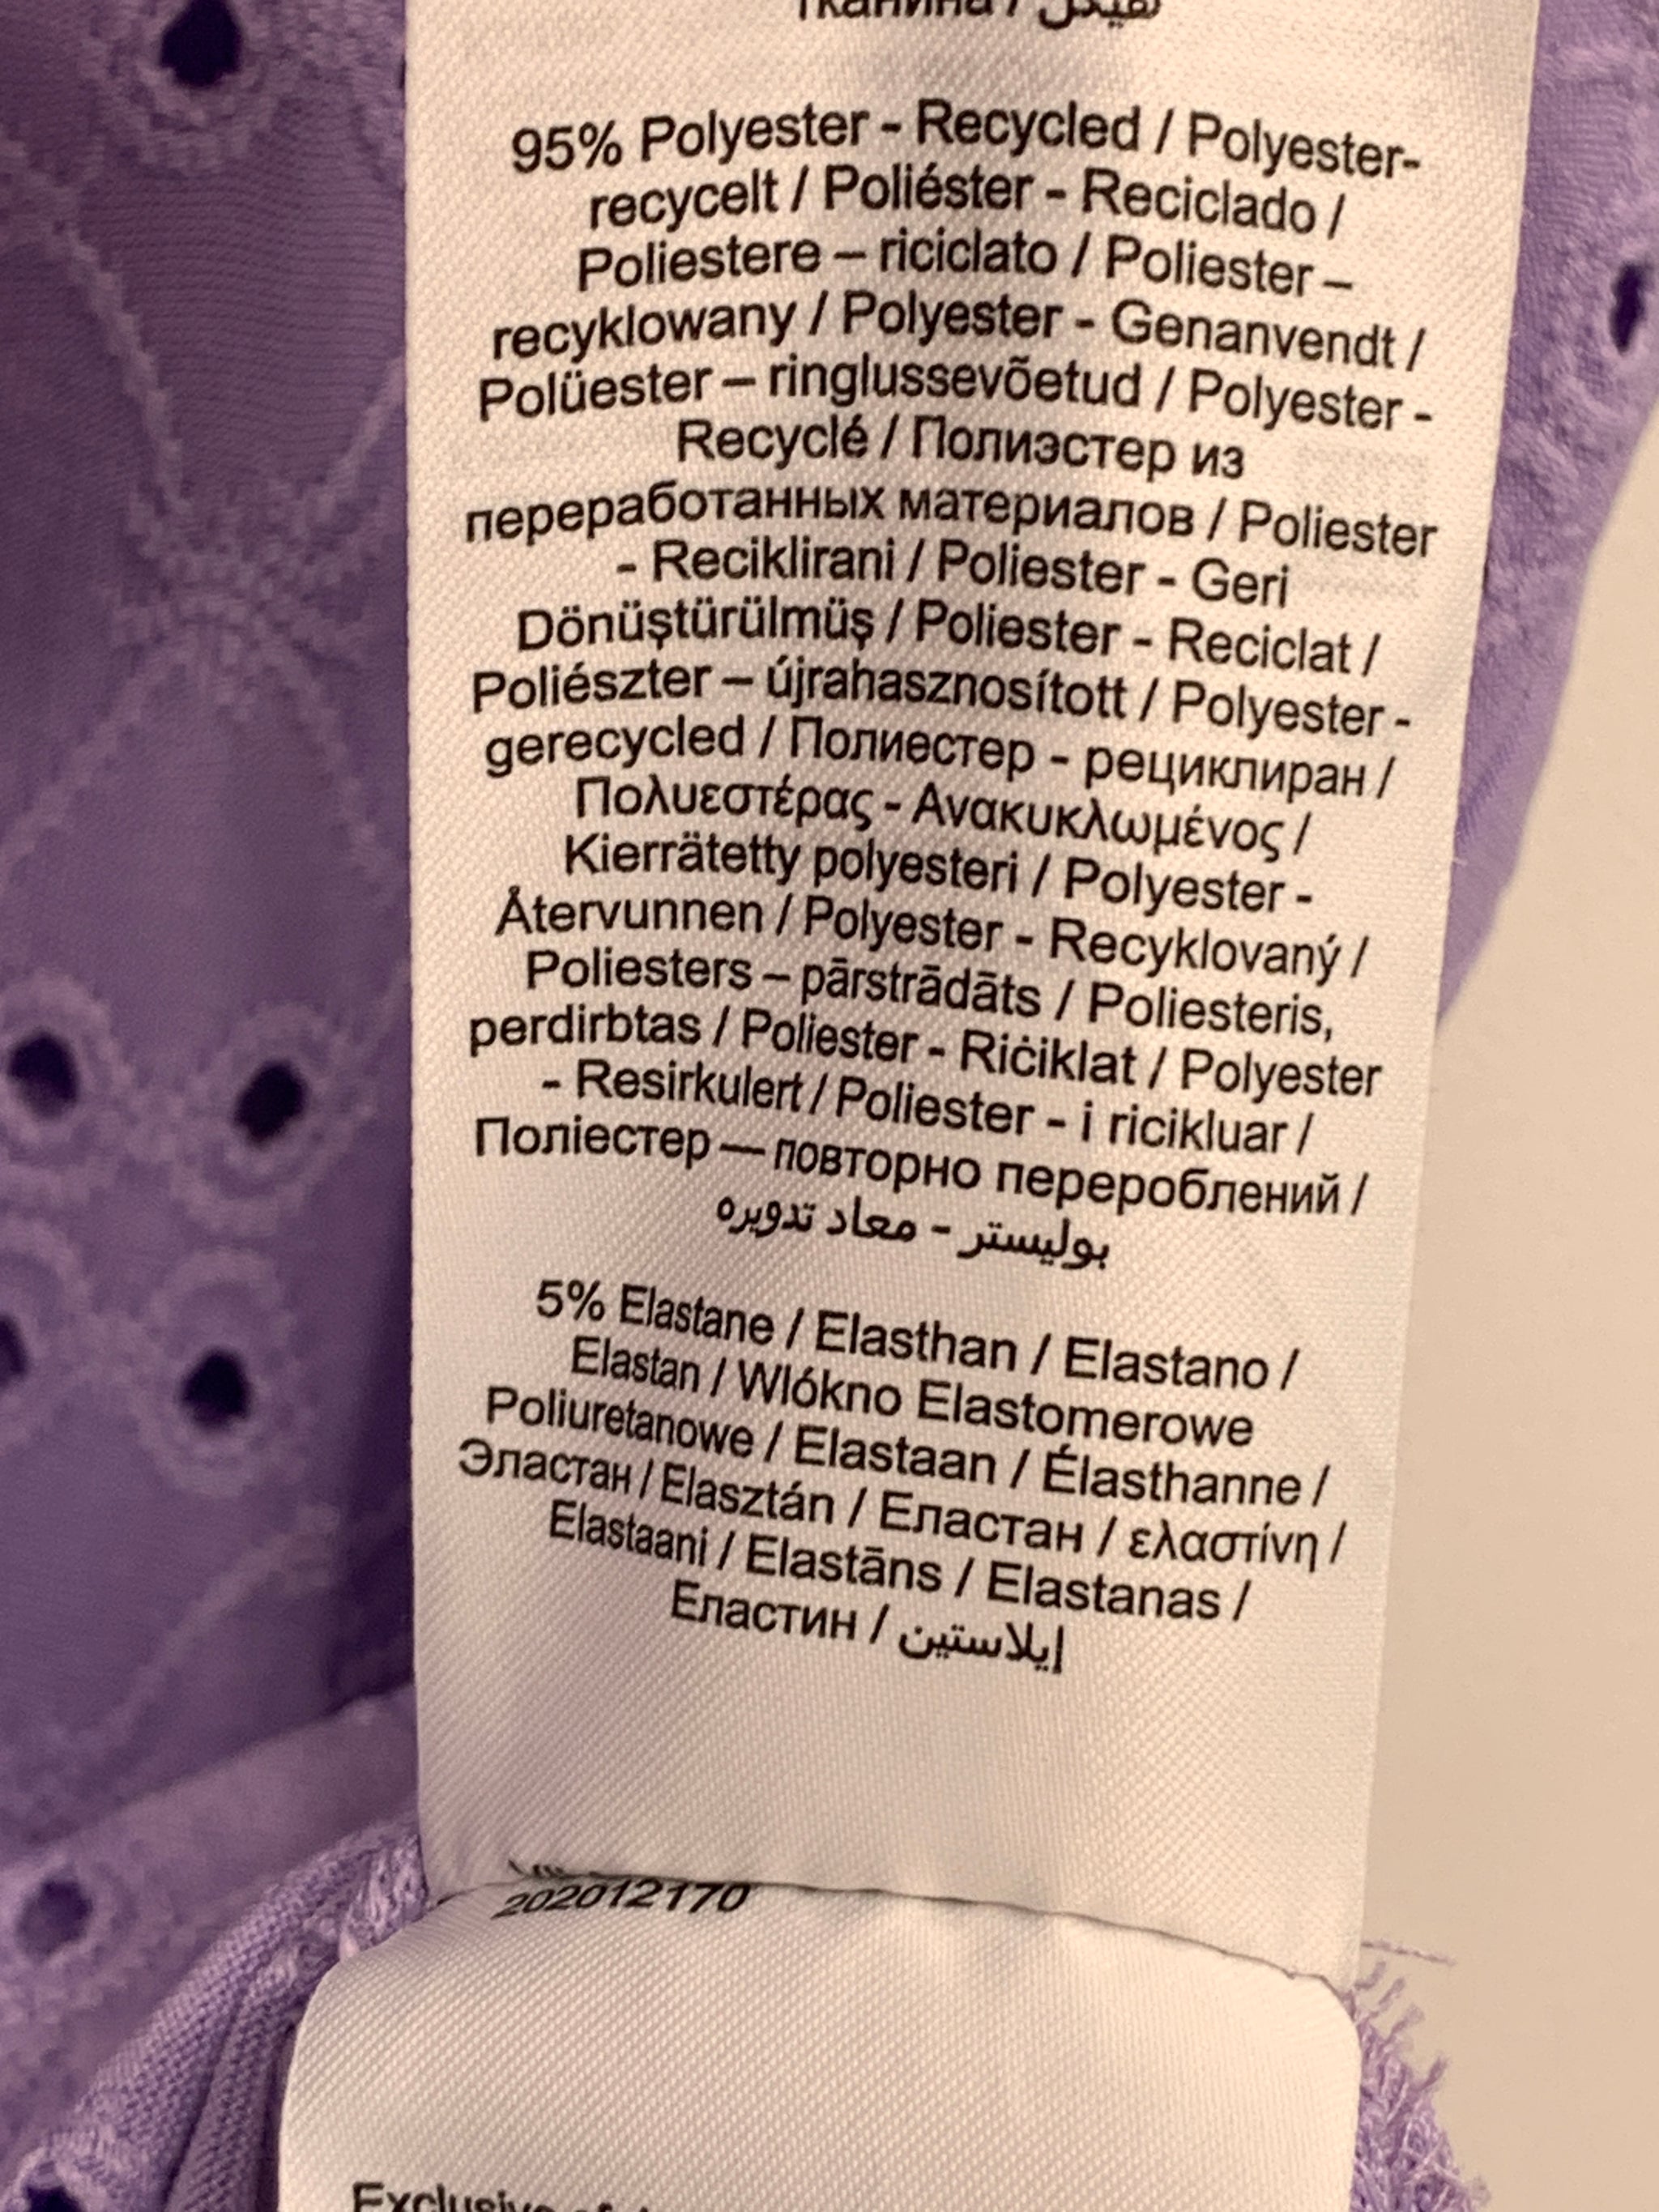 95% Polyester - Recycled / Polyester-
recycelt / Poliéster - Reciclado /
Poliestere – riciclato / Poliester –
recyklowany / Polyester - Genanvendt /
Polüester – ringlussevõetud / Polyester -
Recyclé / Полиэстер из
переработанных материалов / Poliester
- Reciklirani / Poliester - Geri
Dönüştürülmüş / Poliester - Reciclat /
Poliészter – újrahasznosított / Polyester -
gerecycled / Полиестер - рециклиран /
Πολυεστέρας - Ανακυκλωμένος /
Kierrätetty polyesteri / Polyester -
Återvunnen / Polyester - Recyklovaný /
Poliesters – pārstrādāts / Poliesteris,
perdirbtas / Poliester - Riċiklat / Polyester
- Resirkulert / Poliester - i ricikluar /
Поліестер — повторно перероблений /
بوليستر - معاد تدويره
5% Elastane / Elasthan / Elastano /
Elastan / Wlókno Elastomerowe
Poliuretanowe / Elastaan / Élasthanne /
Эластан / Elasztán / Еластан / ελαστίνη /
Elastaani / Elastāns / Elastanas /
Еластин / إيلاستين
202012170
Exclusive